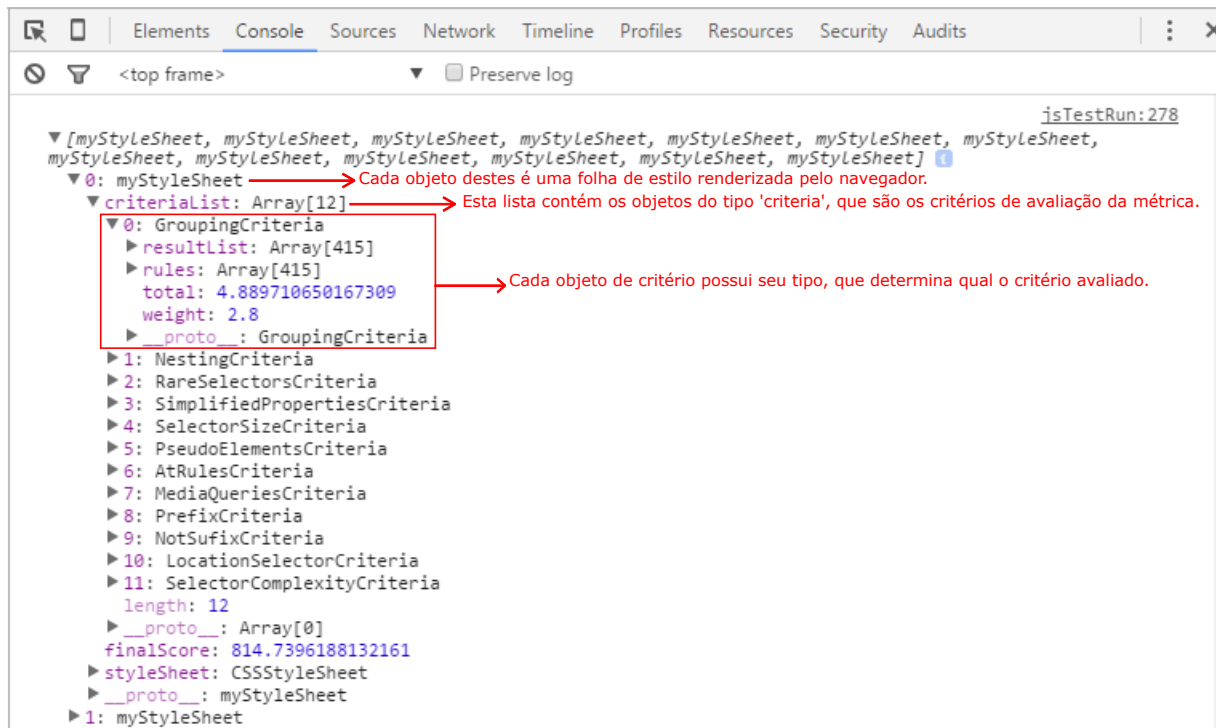 Elements Console Sources Network Timeline Profiles Resources Security Audits
<top frame> ▼ Preserve log
jsTestRun:278
▼[myStyleSheet, myStyleSheet, myStyleSheet, myStyleSheet, myStyleSheet, myStyleSheet, myStyleSheet,
myStyleSheet, myStyleSheet, myStyleSheet, myStyleSheet, myStyleSheet] i
▼0: myStyleSheet Cada objeto destes é uma folha de estilo renderizada pelo navegador.
▼criteriaList: Array[12] Esta lista contém os objetos do tipo 'criteria', que são os critérios de avaliação da métrica.
▼0: GroupingCriteria
▶resultList: Array[415]
▶rules: Array[415]
total: 4.889710650167309 Cada objeto de critério possui seu tipo, que determina qual o critério avaliado.
weight: 2.8
▶__proto__: GroupingCriteria
▶1: NestingCriteria
▶2: RareSelectorsCriteria
▶3: SimplifiedPropertiesCriteria
▶4: SelectorSizeCriteria
▶5: PseudoElementsCriteria
▶6: AtRulesCriteria
▶7: MediaQueriesCriteria
▶8: PrefixCriteria
▶9: NotSufixCriteria
▶10: LocationSelectorCriteria
▶11: SelectorComplexityCriteria
length: 12
▶__proto__: Array[0]
finalScore: 814.7396188132161
▶styleSheet: CSSStyleSheet
▶__proto__: myStyleSheet
▶1: myStyleSheet